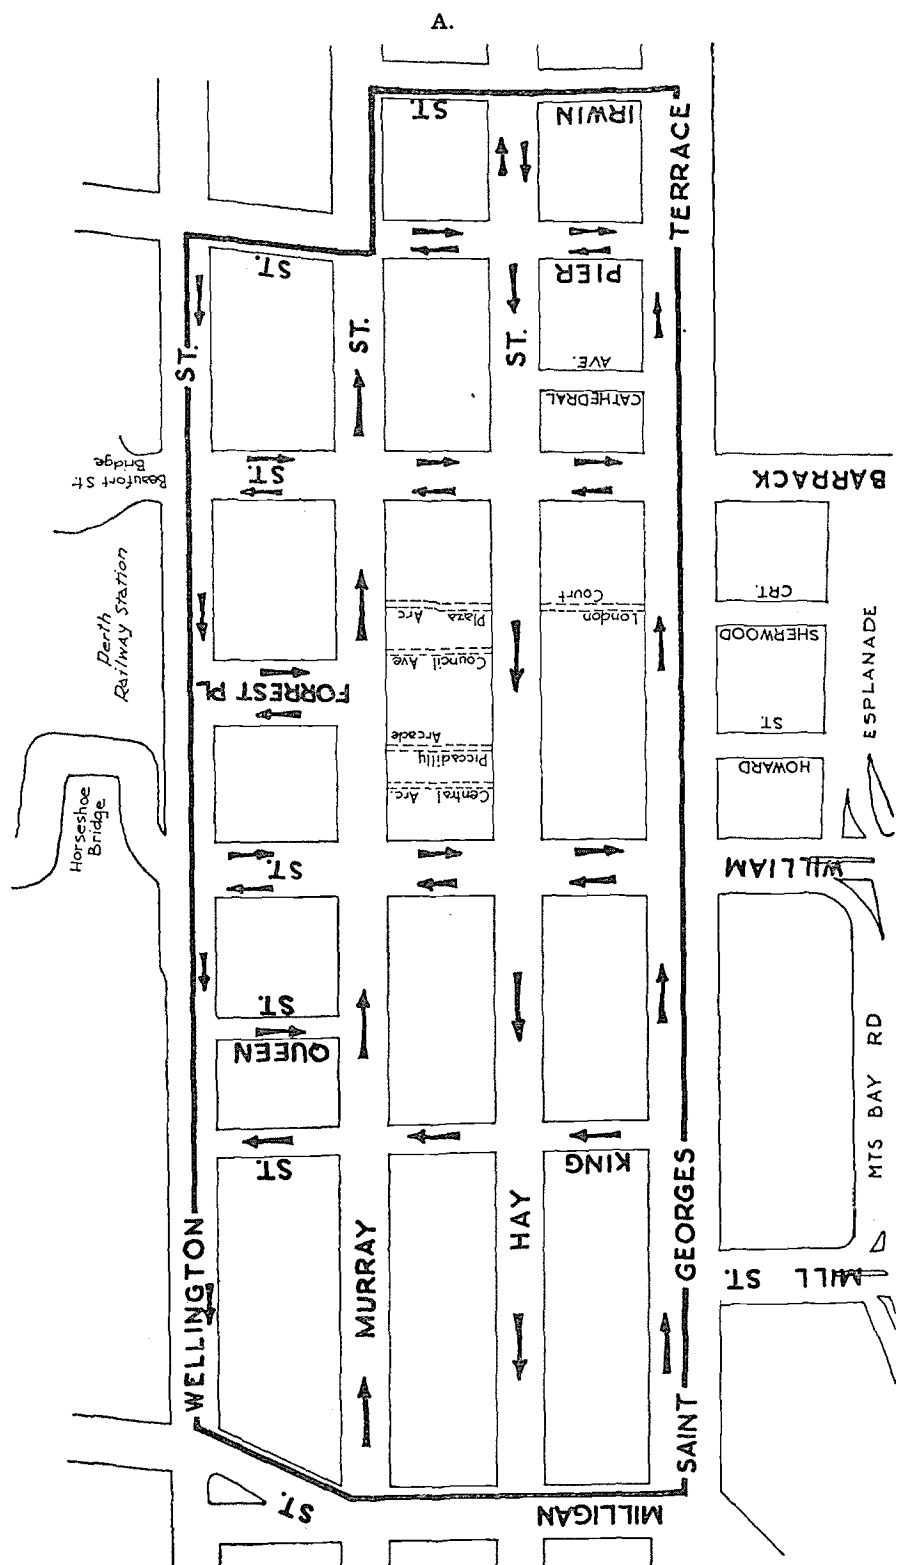 A.
IRWIN ST.
PIER ST.
CATHEDRAL AVE.
BARRACK ST.
Beaufort St.
Bridge
Perth
Railway Station
FORREST PL
Horseshoe
Bridge
London Court
Plaza Arc
Council Ave.
Piccadilly Arcade
Central Arc.
SHERWOOD CRT.
HOWARD ST.
ESPLANADE
WILLIAM ST.
QUEEN ST.
KING ST.
MTS BAY RD
MILL ST.
MILLIGAN ST.
WELLINGTON ST.
MURRAY ST.
HAY ST.
SAINT GEORGES TERRACE